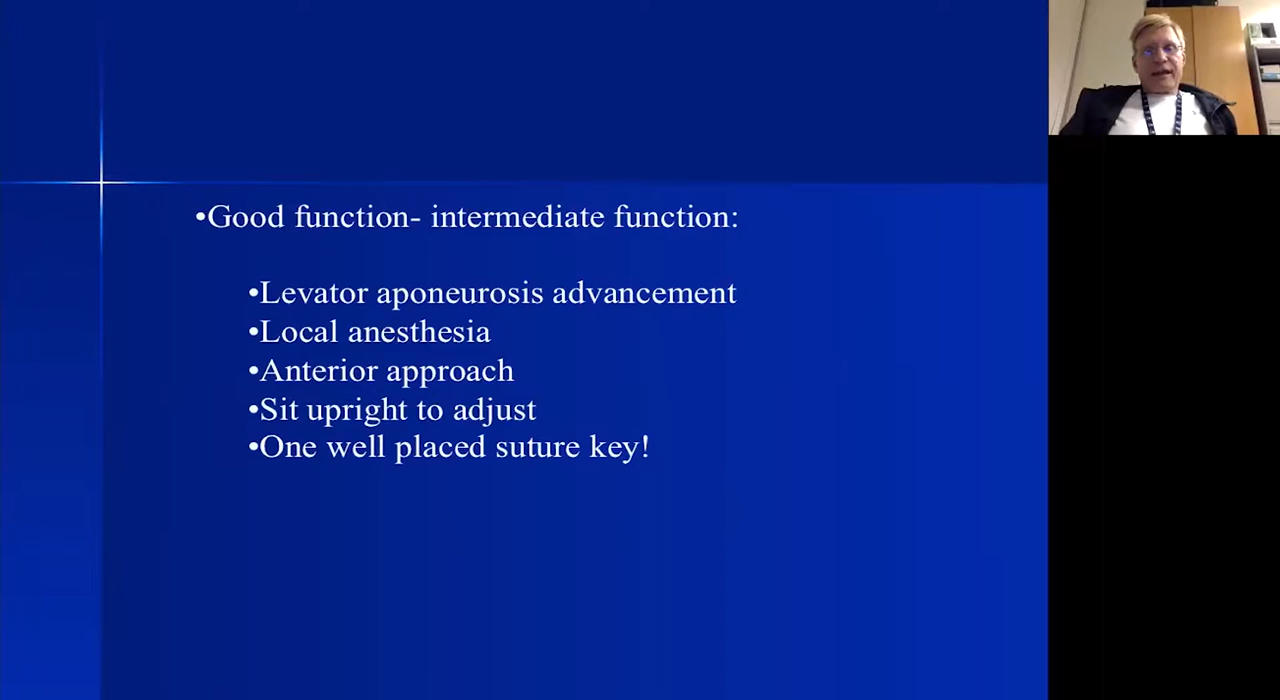 •Good function- intermediate function:
•Levator aponeurosis advancement
•Local anesthesia
•Anterior approach
•Sit upright to adjust
•One well placed suture key!